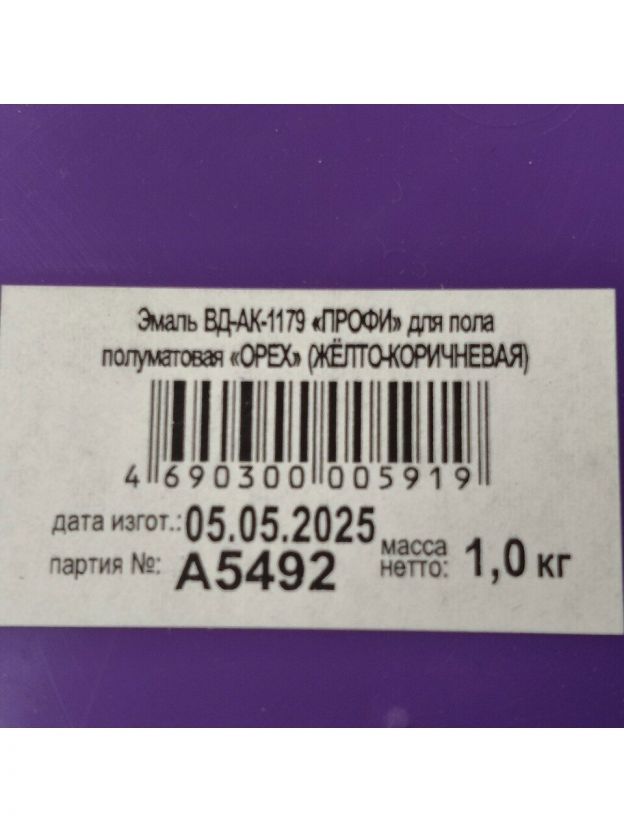 Эмаль ВД-АК-1179 «ПРОФИ» для пола
полуматовая «ОРЕХ» (ЖЁЛТО-КОРИЧНЕВАЯ)
4 690300 005919
дата изгот.: 05.05.2025
партия №: А5492
масса нетто: 1,0 кг